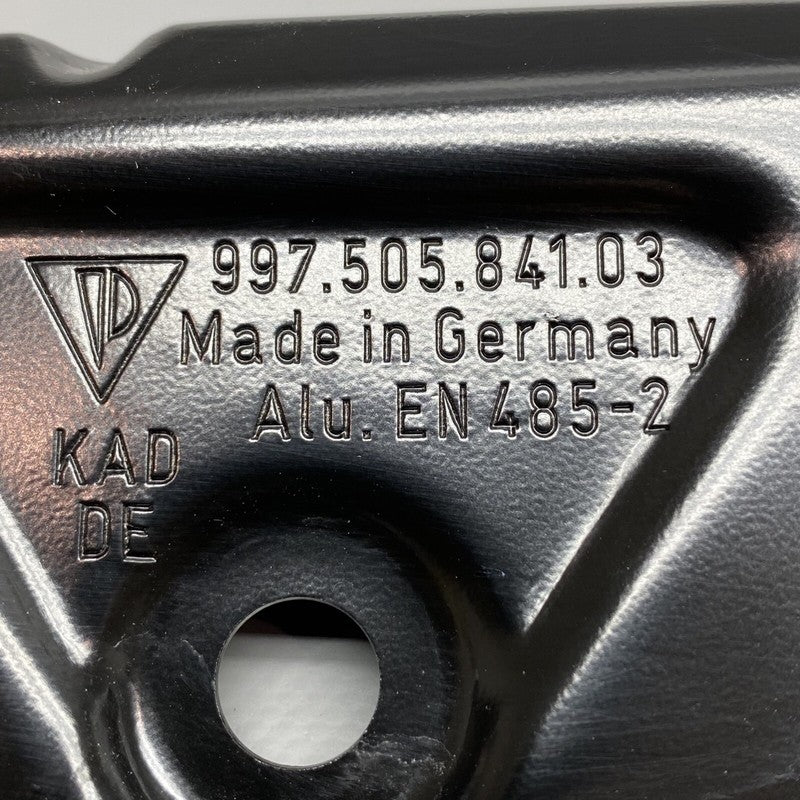 997.505.841.03
Made in Germany
Alu. EN 485-2
KAD
DE